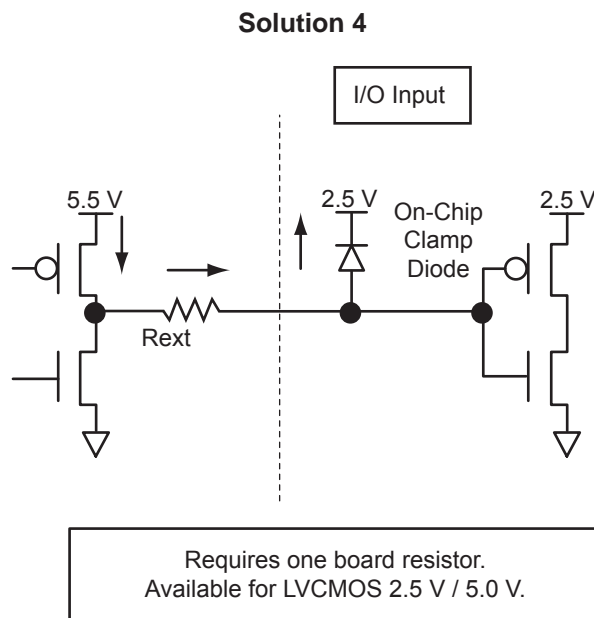 Solution 4
I/O Input
5.5 V
2.5 V
On-Chip
Clamp
Diode
2.5 V
Rext
Requires one board resistor.
Available for LVCMOS 2.5 V / 5.0 V.